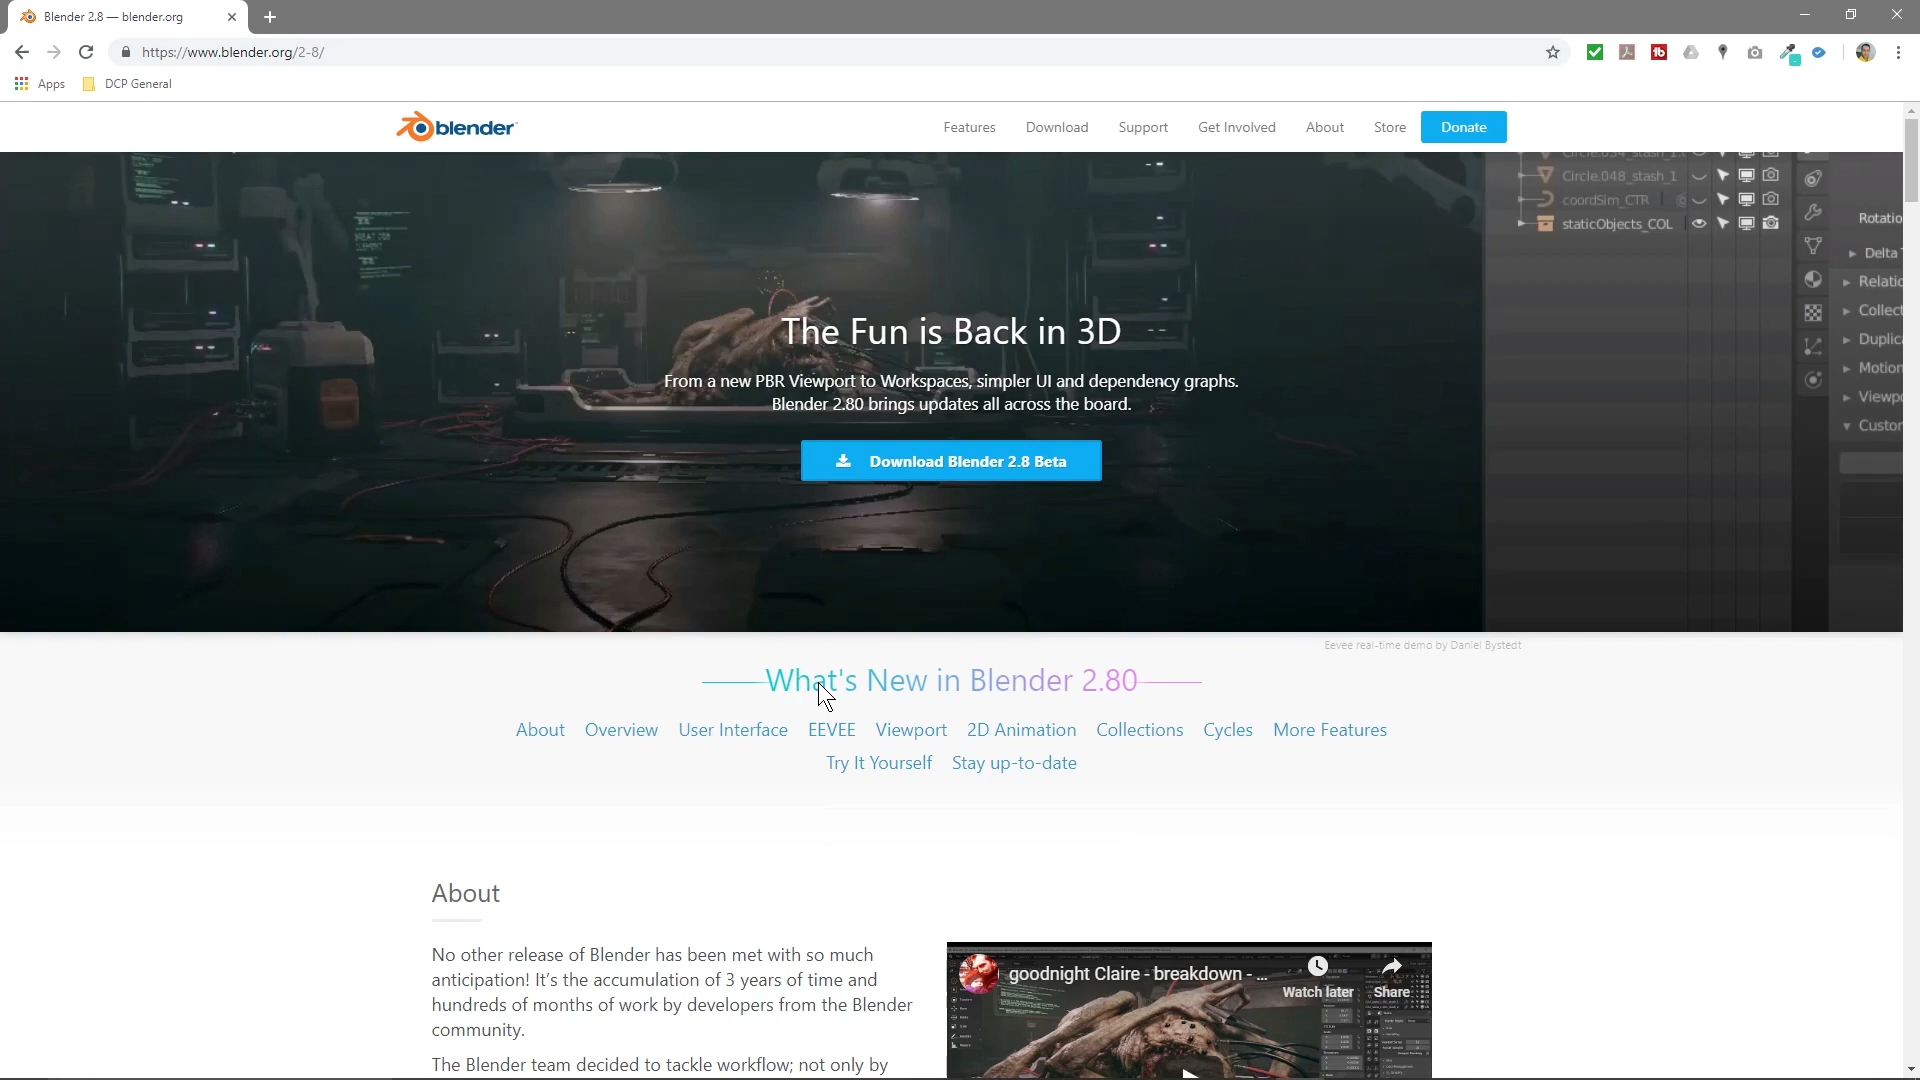 Blender 2.8 — blender.org
https://www.blender.org/2-8/
Apps
DCP General
blender
Features
Download
Support
Get Involved
About
Store
Donate
Circle.048_stash_1
coordSim_CTR
staticObjects_COL
Rotatio
Delta
Relatio
Collect
Duplica
Motion
Viewpo
Custom
The Fun is Back in 3D
From a new PBR Viewport to Workspaces, simpler UI and dependency graphs.
Blender 2.80 brings updates all across the board.
Download Blender 2.8 Beta
Eevee real-time demo by Daniel Bystedt
What's New in Blender 2.80
About Overview User Interface EEVEE Viewport 2D Animation Collections Cycles More Features
Try It Yourself Stay up-to-date
About
No other release of Blender has been met with so much
anticipation! It's the accumulation of 3 years of time and
hundreds of months of work by developers from the Blender
community.
The Blender team decided to tackle workflow; not only by
goodnight Claire - breakdown - ...
Watch later
Share